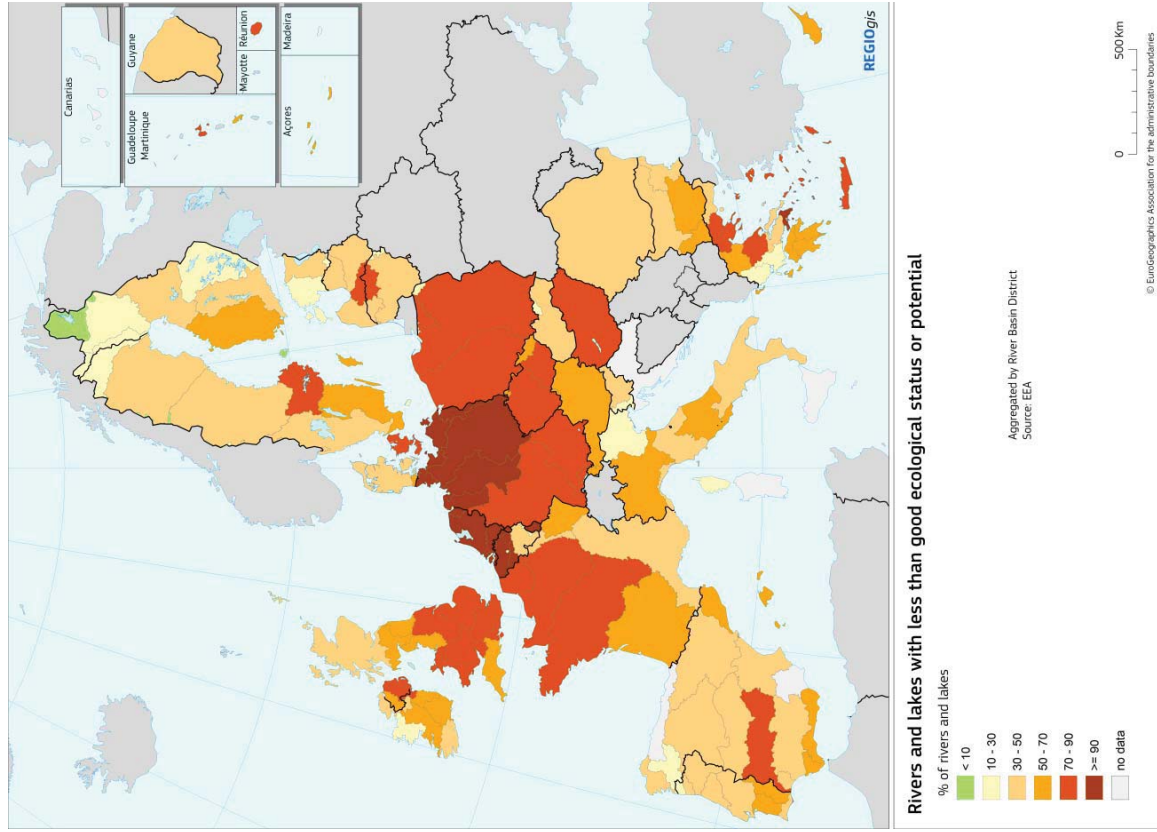 Canarias
Guadeloupe
Martinique
Guyane
Mayotte
Réunion
Açores
Madeira
REGIOgis
Rivers and lakes with less than good ecological status or potential
% of rivers and lakes
< 10
10 - 30
30 - 50
50 - 70
70 - 90
>= 90
no data
Aggregated by River Basin District
Source: EEA
0
500 Km
© EuroGeographics Association for the administrative boundaries